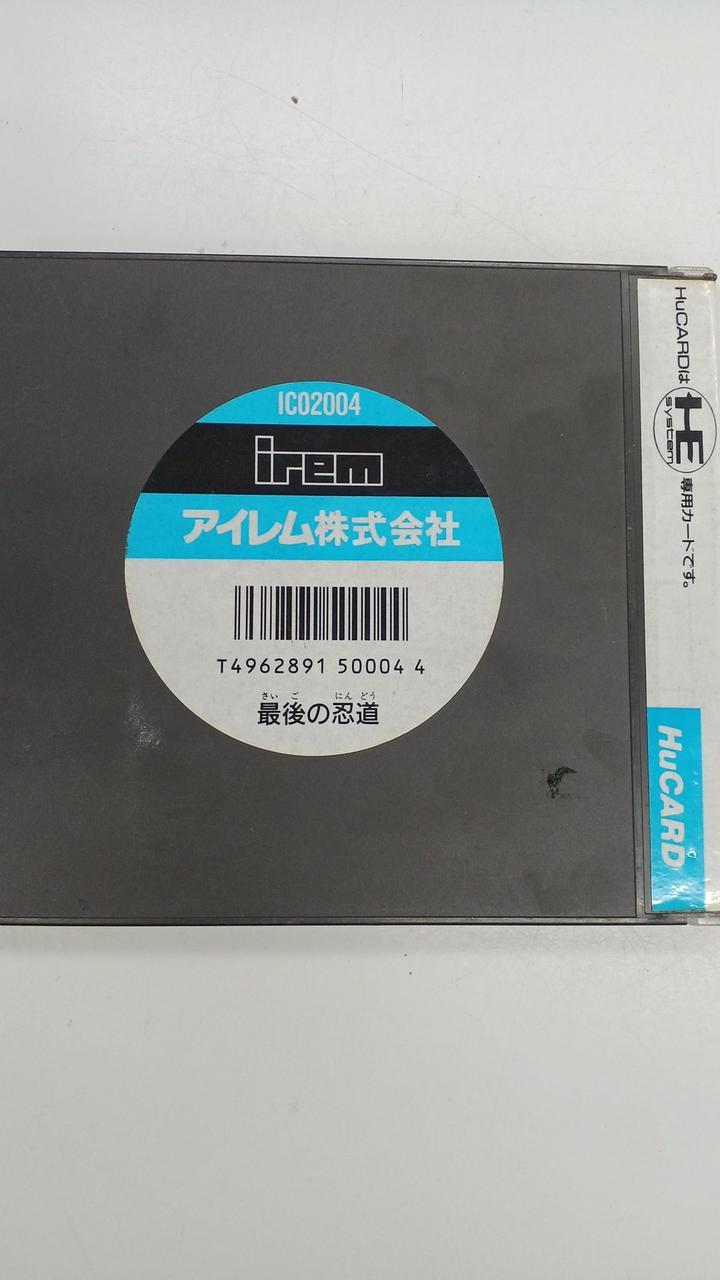 IC02004
irem
アイレム株式会社
T4962891 50004 4
さいご にんどう
最後の忍道
HuCARDは
HE
system
専用カードです。
HuCARD